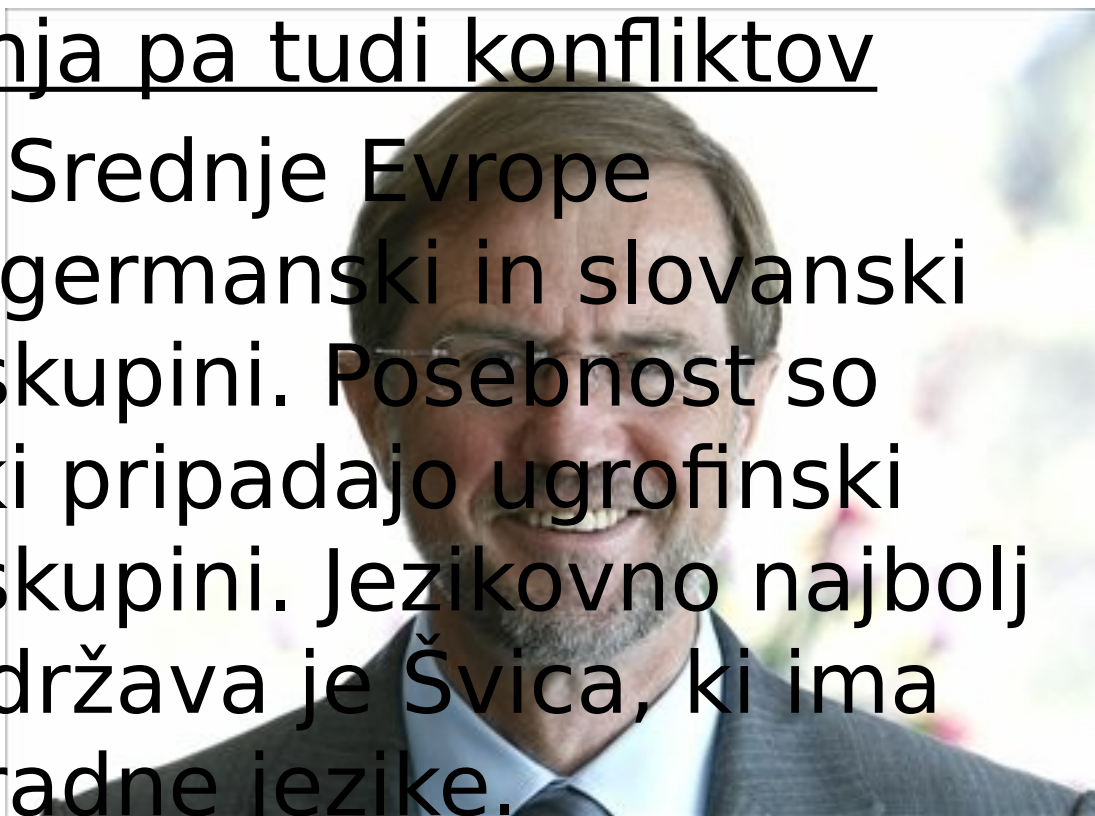 nja pa tudi konfliktov
Srednje Evrope
germanski in slovanski
skupini. Posebnost so
ki pripadajo ugrofinski
skupini. Jezikovno najbolj
država je Švica, ki ima
radne jezike.